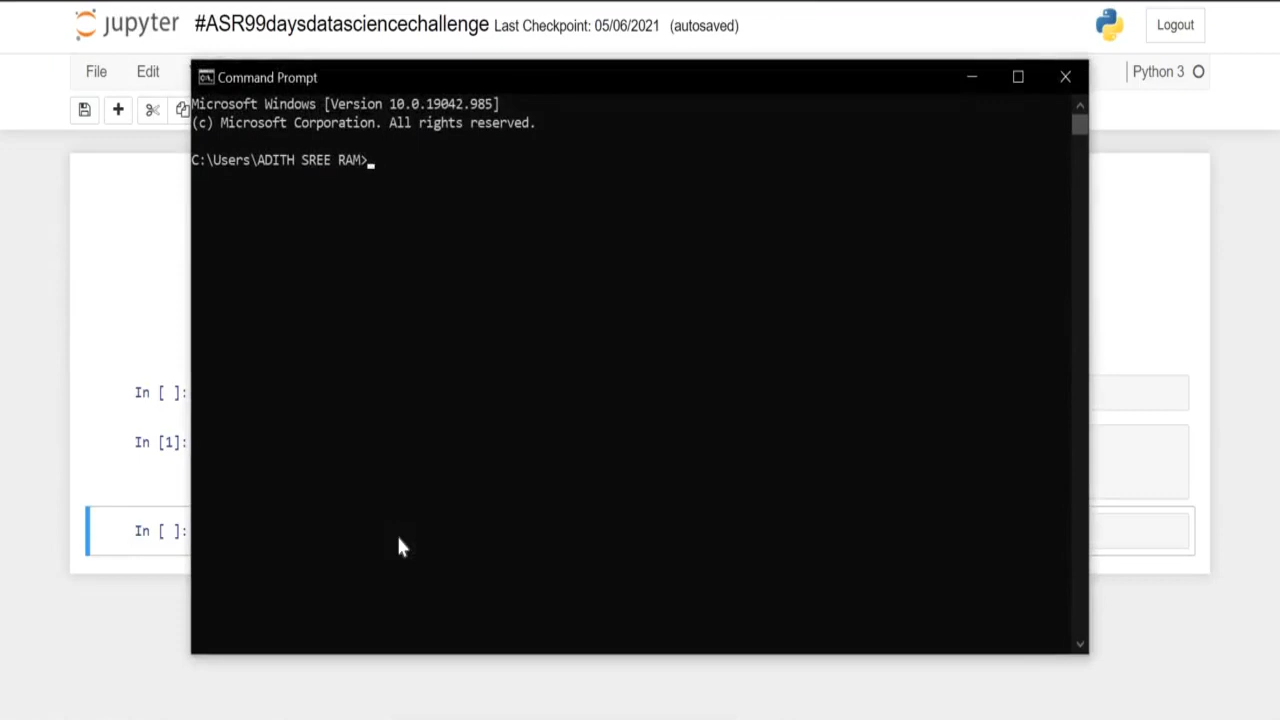 jupyter #ASR99daysdatasciencechallenge Last Checkpoint: 05/06/2021 (autosaved)
Logout
File Edit
Python 3
Command Prompt
Microsoft Windows [Version 10.0.19042.985]
(c) Microsoft Corporation. All rights reserved.
C:\Users\ADITH SREE RAM>
In [ ]:
In [1]:
In [ ]: